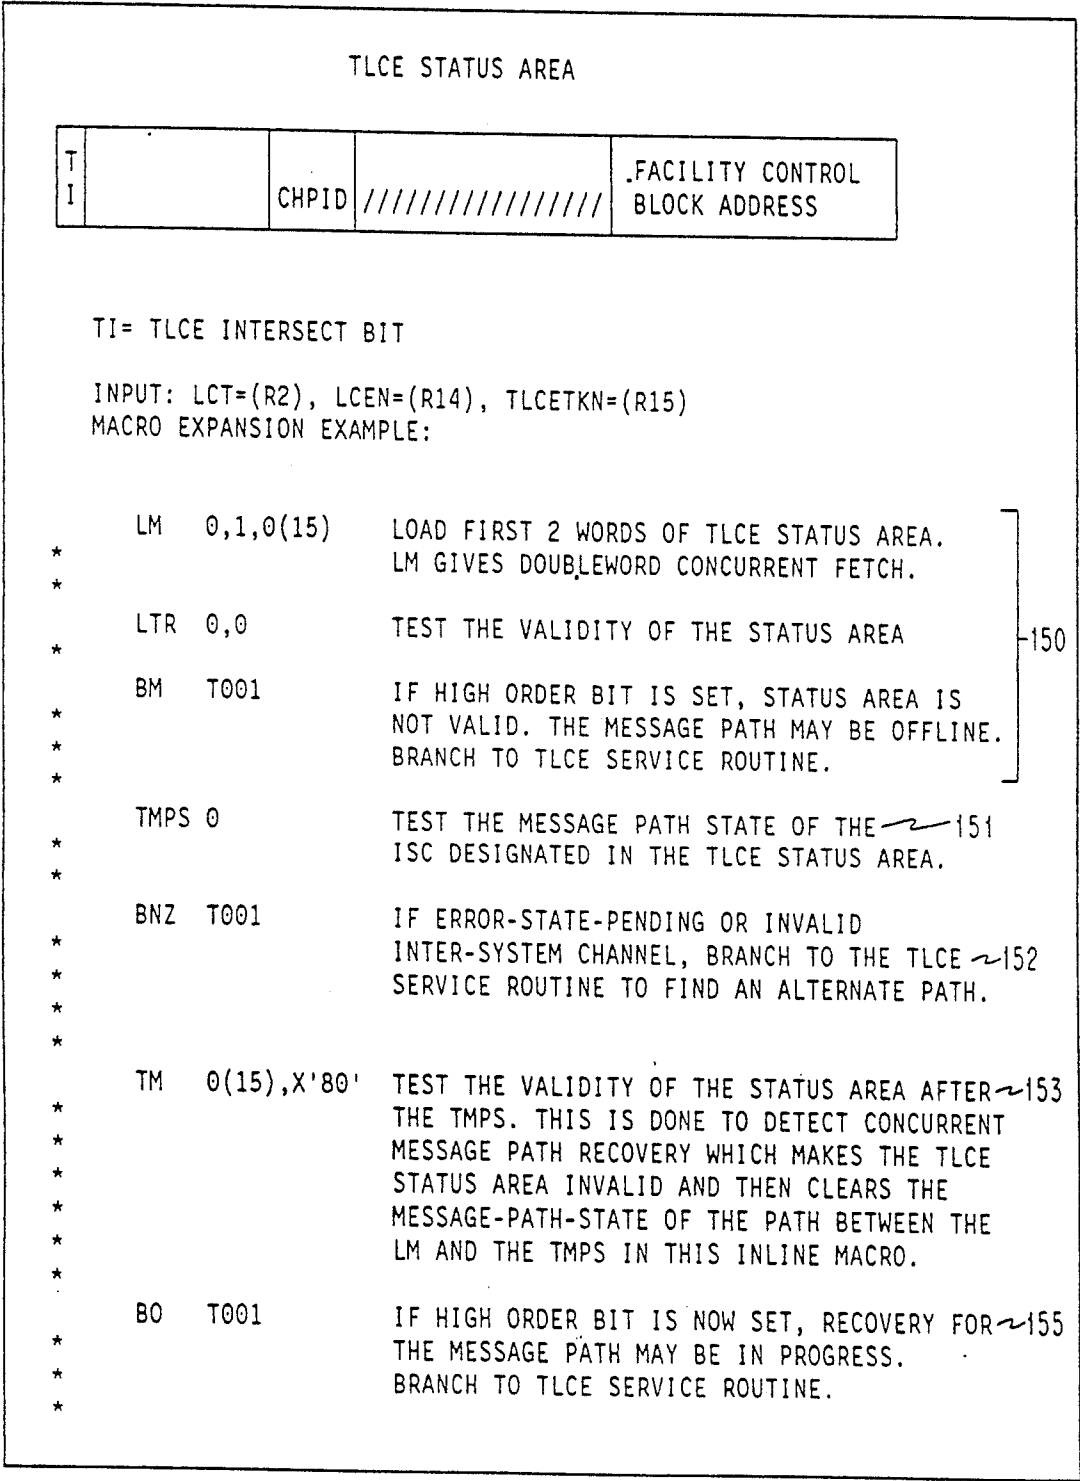 TLCE STATUS AREA
TI
CHPID
/////////////////
.FACILITY CONTROL
BLOCK ADDRESS
TI= TLCE INTERSECT BIT
INPUT: LCT=(R2), LCEN=(R14), TLCETKN=(R15)
MACRO EXPANSION EXAMPLE:
LM 0,1,0(15) LOAD FIRST 2 WORDS OF TLCE STATUS AREA.
* LM GIVES DOUBLEWORD CONCURRENT FETCH.
*
LTR 0,0 TEST THE VALIDITY OF THE STATUS AREA
*
150
BM T001 IF HIGH ORDER BIT IS SET, STATUS AREA IS
* NOT VALID. THE MESSAGE PATH MAY BE OFFLINE.
* BRANCH TO TLCE SERVICE ROUTINE.
*
TMPS 0 TEST THE MESSAGE PATH STATE OF THE 151
* ISC DESIGNATED IN THE TLCE STATUS AREA.
*
BNZ T001 IF ERROR-STATE-PENDING OR INVALID
* INTER-SYSTEM CHANNEL, BRANCH TO THE TLCE 152
* SERVICE ROUTINE TO FIND AN ALTERNATE PATH.
*
*
TM 0(15),X'80' TEST THE VALIDITY OF THE STATUS AREA AFTER 153
* THE TMPS. THIS IS DONE TO DETECT CONCURRENT
* MESSAGE PATH RECOVERY WHICH MAKES THE TLCE
* STATUS AREA INVALID AND THEN CLEARS THE
* MESSAGE-PATH-STATE OF THE PATH BETWEEN THE
* LM AND THE TMPS IN THIS INLINE MACRO.
*
BO T001 IF HIGH ORDER BIT IS NOW SET, RECOVERY FOR 155
* THE MESSAGE PATH MAY BE IN PROGRESS.
* BRANCH TO TLCE SERVICE ROUTINE.
*